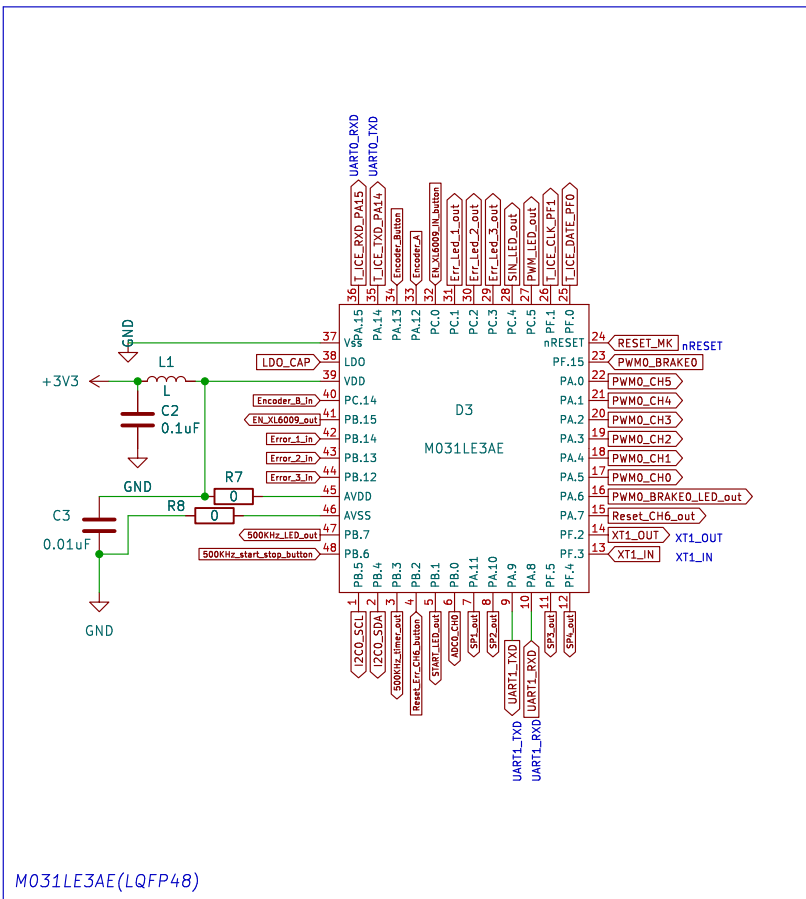 UART0_RXD
UART0_TXD
T_ICE_RXD_PA15
T_ICE_TXD_PA14
Encoder_Button
Encoder_A
EN_XL6009_IN_button
Err_Led_1_out
Err_Led_2_out
Err_Led_3_out
SIN_LED_out
PWM_LED_out
T_ICE_CLK_PF1
T_ICE_DATE_PF0
36 35 34 33 32 31 30 29 28 27 26 25
PA.15 PA.14 PA.13 PA.12 PC.0 PC.1 PC.2 PC.3 PC.4 PC.5 PF.1 PF.0
GND 37 Vss nRESET 24 RESET_MK nRESET
LDO_CAP 38 LDO PF.15 23 PWM0_BRAKE0
+3V3 L1 L 39 VDD PA.0 22 PWM0_CH5
Encoder_B_in 40 PC.14 PA.1 21 PWM0_CH4
C2 0.1uF EN_XL6009_out 41 PB.15 D3 PA.2 20 PWM0_CH3
Error_1_in 42 PB.14 M031LE3AE PA.3 19 PWM0_CH2
Error_2_in 43 PB.13 PA.4 18 PWM0_CH1
Error_3_in 44 PB.12 PA.5 17 PWM0_CH0
GND R7 0 45 AVDD PA.6 16 PWM0_BRAKE0_LED_out
C3 R8 0 46 AVSS PA.7 15 Reset_CH6_out
0.01uF 500KHz_LED_out 47 PB.7 PF.2 14 XT1_OUT XT1_OUT
500KHz_start_stop_button 48 PB.6 PF.3 13 XT1_IN XT1_IN
PB.5 PB.4 PB.3 PB.2 PB.1 PB.0 PA.11 PA.10 PA.9 PA.8 PF.5 PF.4
1 2 3 4 5 6 7 8 9 10 11 12
GND
I2C0_SCL
I2C0_SDA
500KHz_timer_out
Reset_Err_CH6_button
START_LED_out
ADC0_CH0
SP1_out
SP2_out
UART1_TXD
UART1_RXD
SP3_out
SP4_out
UART1_TXD
UART1_RXD
M031LE3AE(LQFP48)